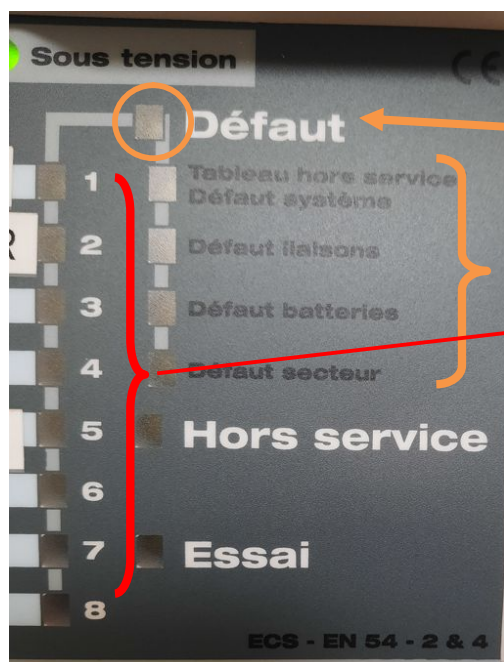 Sous tension
CE
Défaut
1
Tableau hors service
Défaut système
R
2
Défaut liaisons
3
Défaut batteries
4
Défaut secteur
5
Hors service
6
7
Essai
8
ECS - EN 54 - 2 & 4